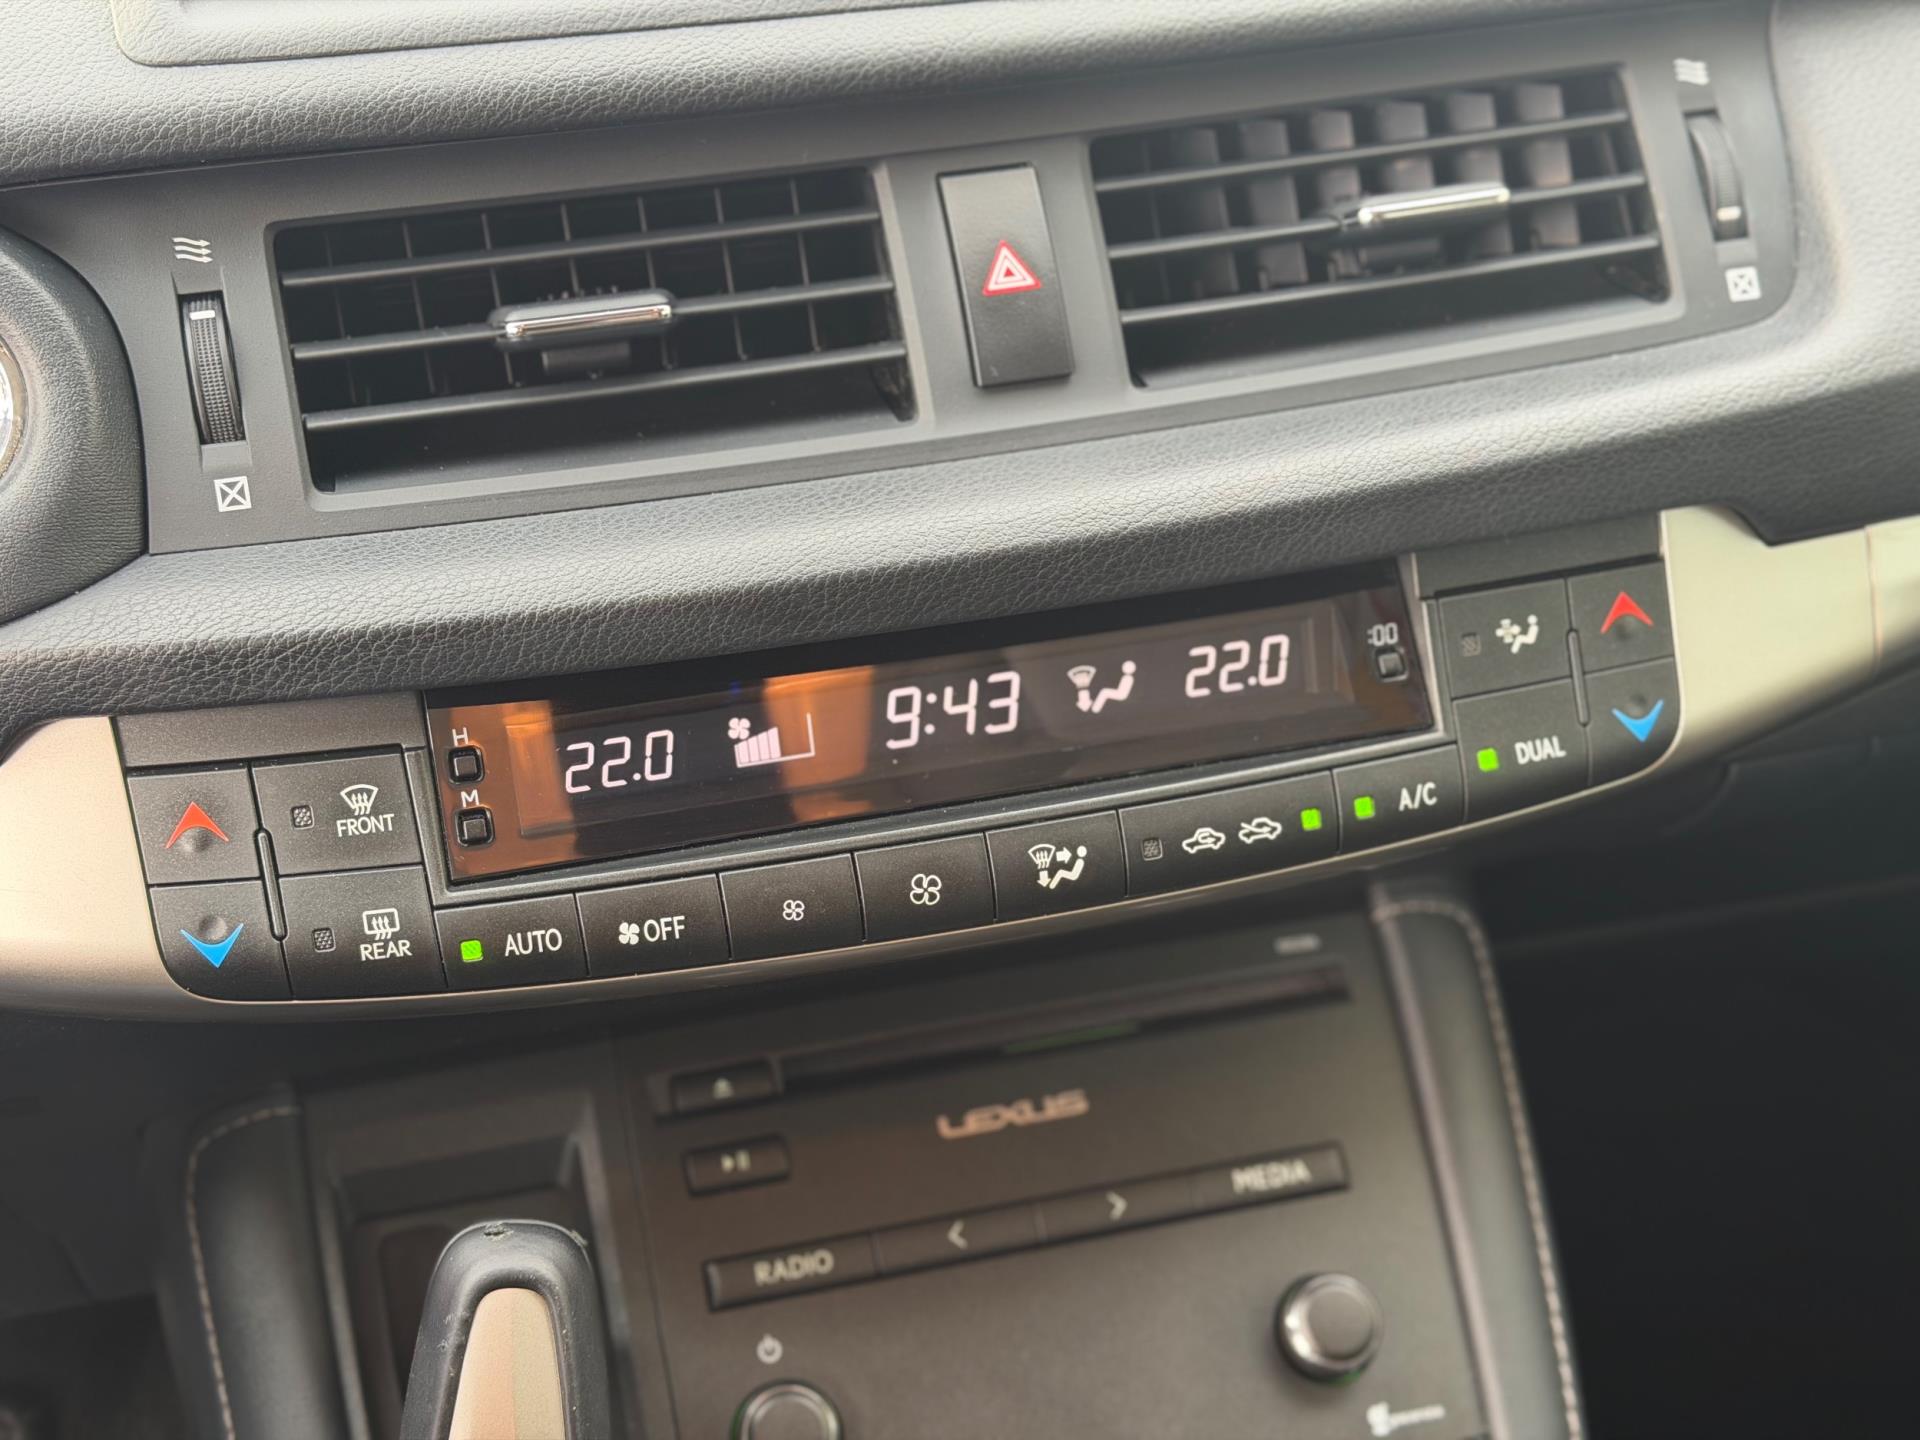 :00
H
22.0 9:43 22.0
M
FRONT
DUAL
REAR
AUTO
OFF
A/C
LEXUS
MEDIA
RADIO